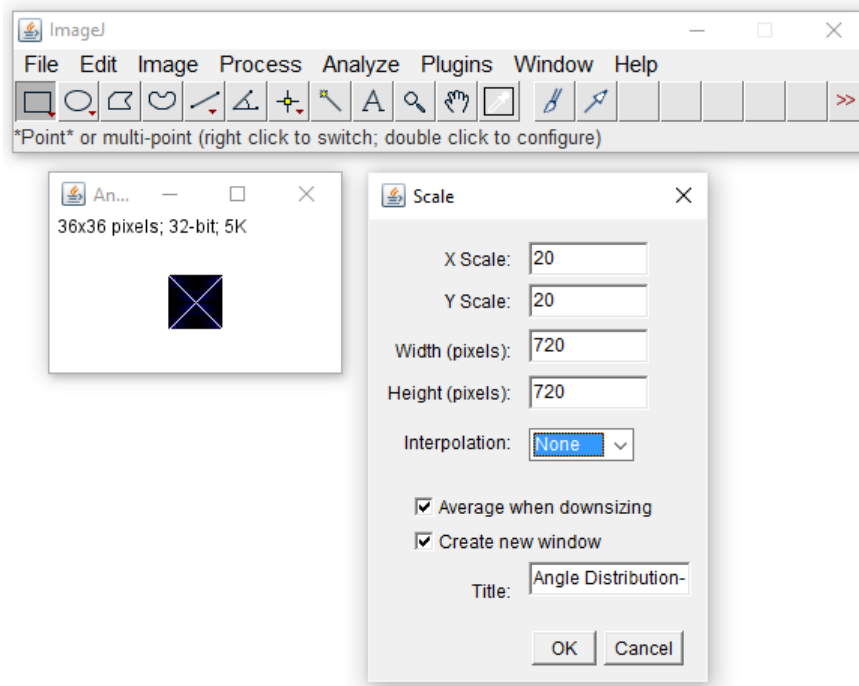 ImageJ
File Edit Image Process Analyze Plugins Window Help
A >>
*Point* or multi-point (right click to switch; double click to configure)
An...
36x36 pixels; 32-bit; 5K
Scale
X Scale: 20
Y Scale: 20
Width (pixels): 720
Height (pixels): 720
Interpolation: None
Average when downsizing
Create new window
Title: Angle Distribution-
OK Cancel